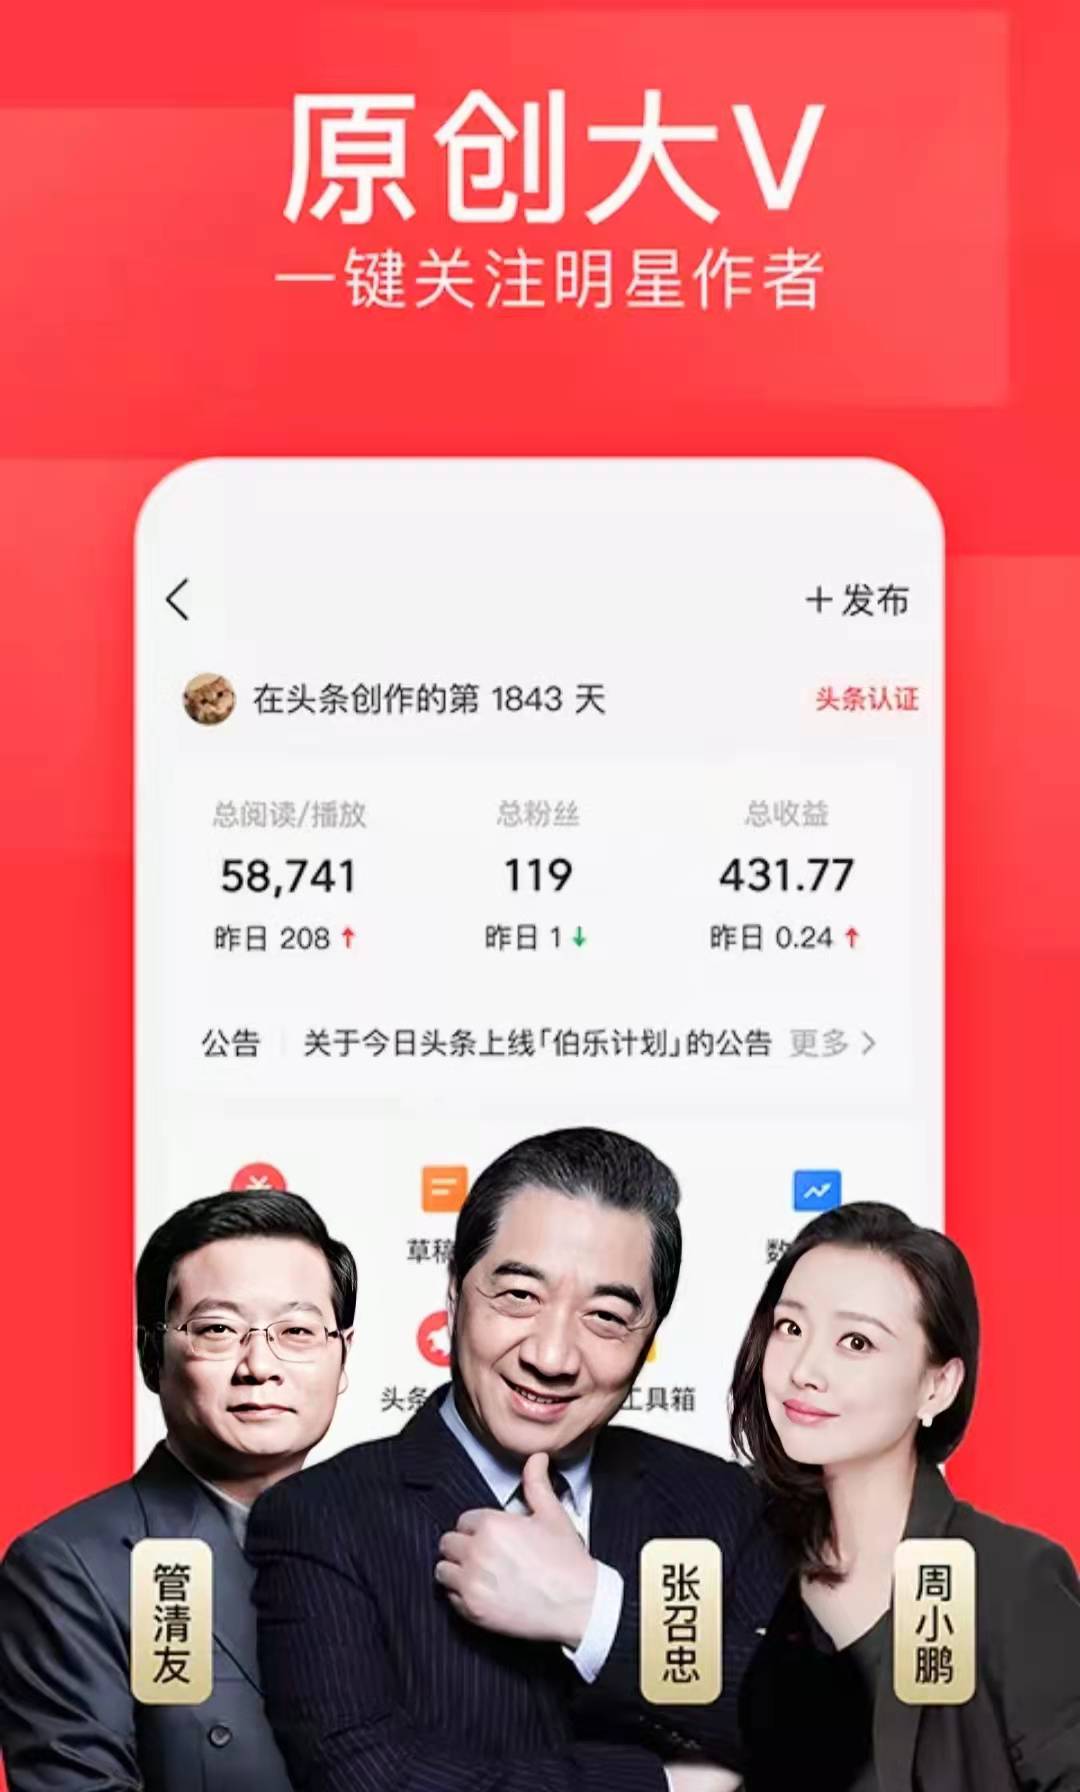 原创大V
一键关注明星作者
+发布
在头条创作的第 1843 天
头条认证
总阅读/播放 总粉丝 总收益
58,741 119 431.77
昨日 208 ↑ 昨日 1 ↓ 昨日 0.24 ↑
公告 关于今日头条上线「伯乐计划」的公告 更多 >
草稿
数
头条
工具箱
管清友
张召忠
周小鹏